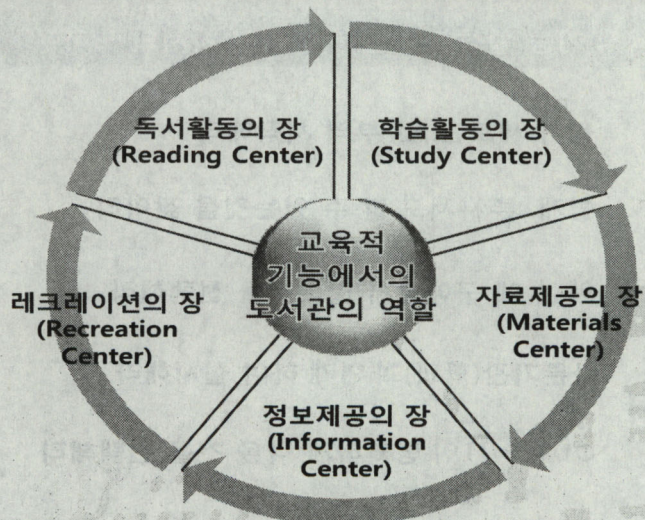 독서활동의 장
(Reading Center)
학습활동의 장
(Study Center)
교육적
기능에서의
도서관의 역할
레크레이션의 장
(Recreation
Center)
자료제공의 장
(Materials
Center)
정보제공의 장
(Information
Center)